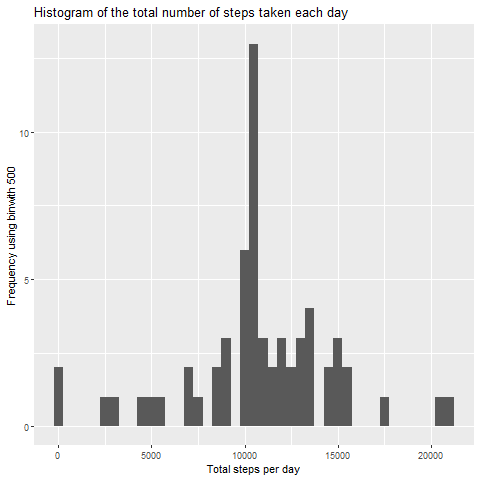 Histogram of the total number of steps taken each day
10
5
0
Frequency using binwith 500
0 5000 10000 15000 20000
Total steps per day